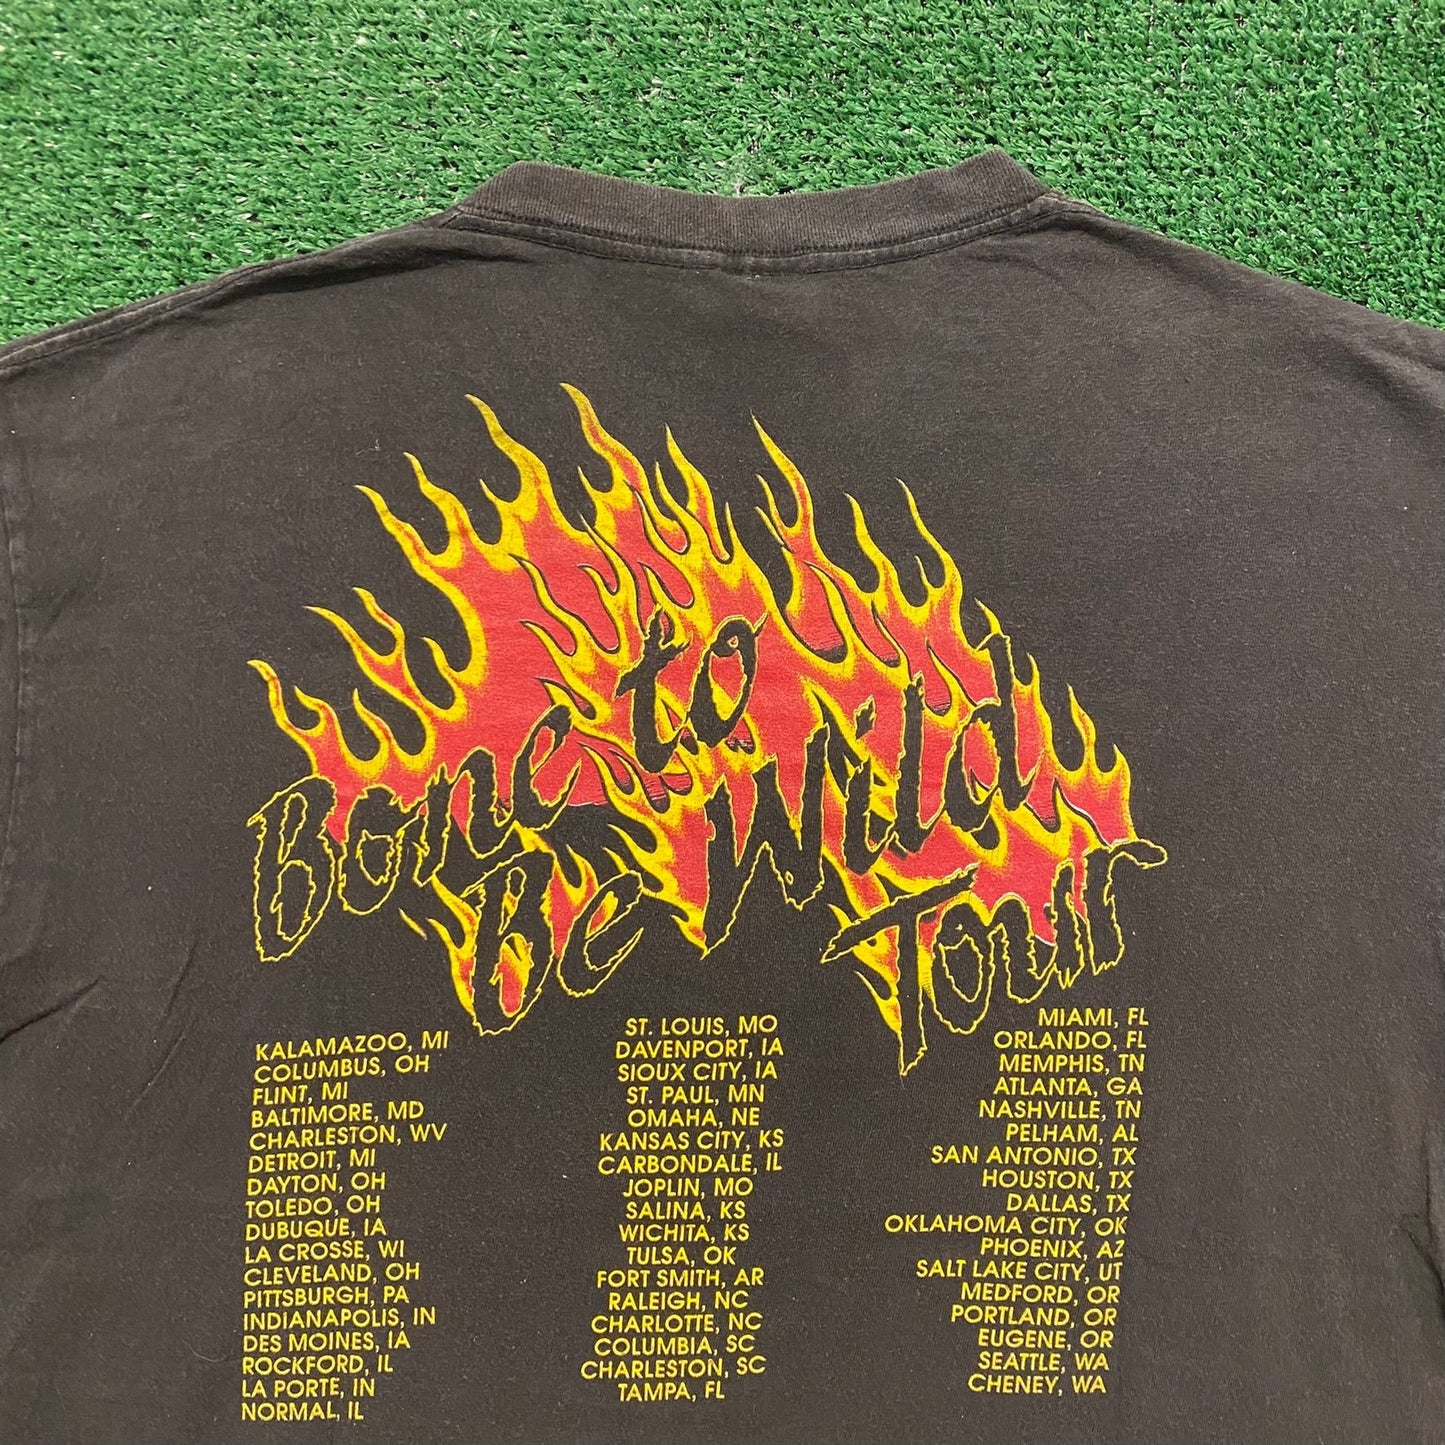 Bone to
Be Wild
Tour
KALAMAZOO, MI
COLUMBUS, OH
FLINT, MI
BALTIMORE, MD
CHARLESTON, WV
DETROIT, MI
DAYTON, OH
TOLEDO, OH
DUBUQUE, IA
LA CROSSE, WI
CLEVELAND, OH
PITTSBURGH, PA
INDIANAPOLIS, IN
DES MOINES, IA
ROCKFORD, IL
LA PORTE, IN
NORMAL, IL
ST. LOUIS, MO
DAVENPORT, IA
SIOUX CITY, IA
ST. PAUL, MN
OMAHA, NE
KANSAS CITY, KS
CARBONDALE, IL
JOPLIN, MO
SALINA, KS
WICHITA, KS
TULSA, OK
FORT SMITH, AR
RALEIGH, NC
CHARLOTTE, NC
COLUMBIA, SC
CHARLESTON, SC
TAMPA, FL
MIAMI, FL
ORLANDO, FL
MEMPHIS, TN
ATLANTA, GA
NASHVILLE, TN
PELHAM, AL
SAN ANTONIO, TX
HOUSTON, TX
DALLAS, TX
OKLAHOMA CITY, OK
PHOENIX, AZ
SALT LAKE CITY, UT
MEDFORD, OR
PORTLAND, OR
EUGENE, OR
SEATTLE, WA
CHENEY, WA